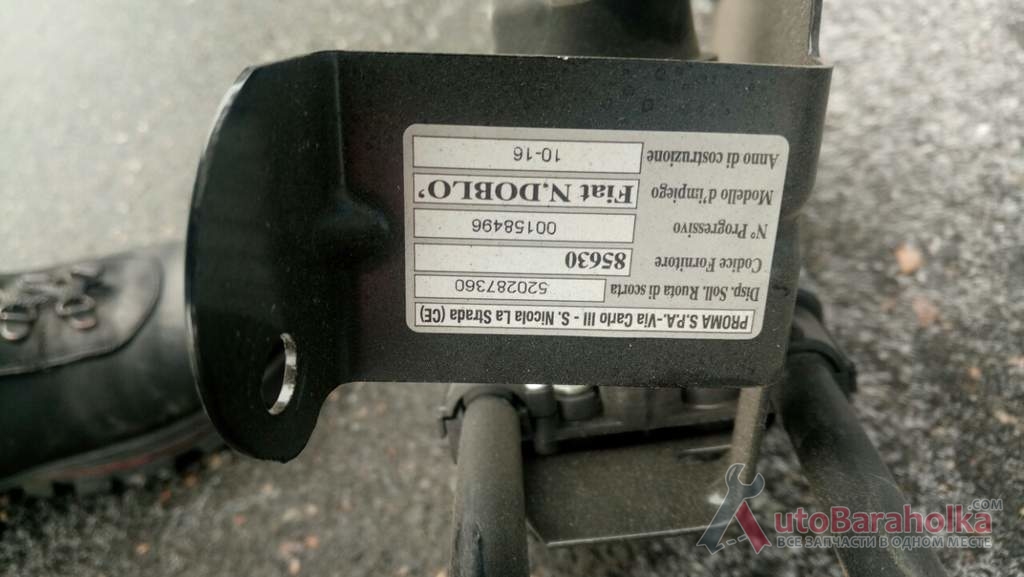 PROMA S.P.A.-Via Carlo III - S. Nicola La Strada (CE)
Disp. Soll. Ruota di scorta 520287360
Codice Fornitore 85630
N° Progressivo 00158496
Modello d'impiego Fiat N.DOBLO'
Anno di costruzione 10-16
AutoBaraholka.COM
ВСЕ ЗАПЧАСТИ В ОДНОМ МЕСТЕ